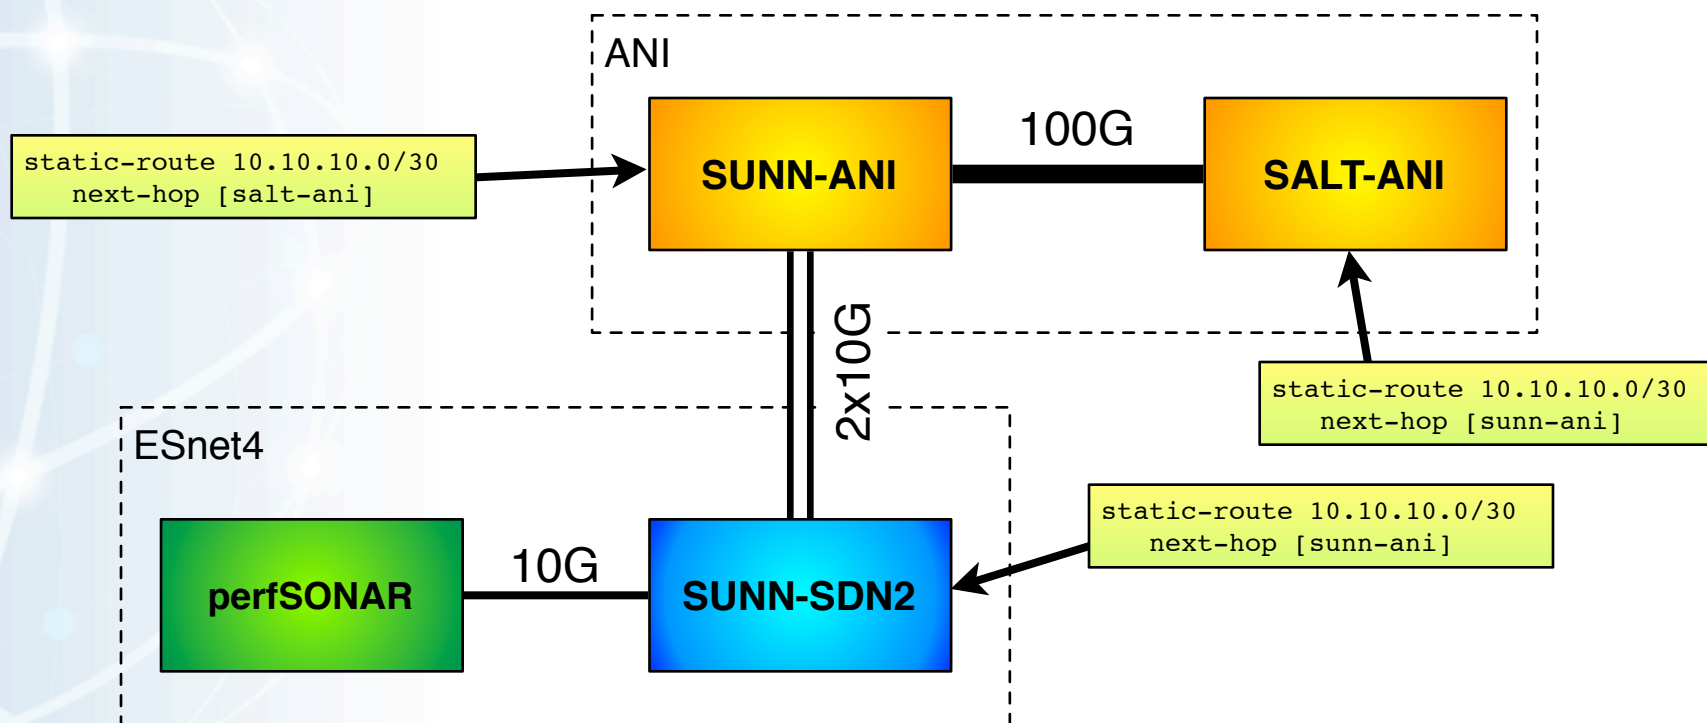 ANI
100G
SUNN-ANI
SALT-ANI
static-route 10.10.10.0/30
next-hop [salt-ani]
2x10G
static-route 10.10.10.0/30
next-hop [sunn-ani]
ESnet4
static-route 10.10.10.0/30
next-hop [sunn-ani]
perfSONAR
10G
SUNN-SDN2